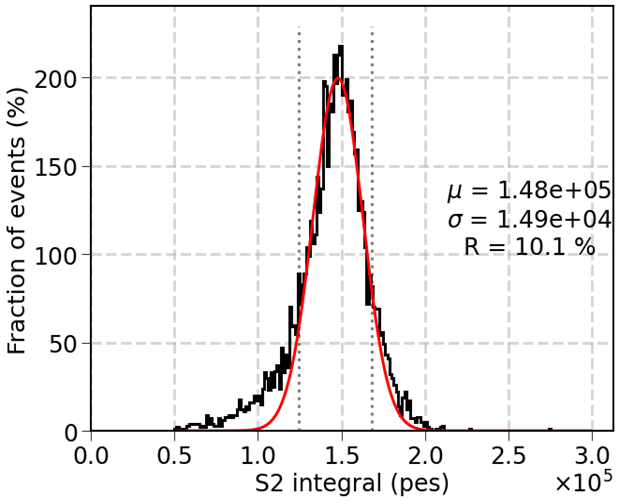 Fraction of events (%)
200
150
100
50
0
μ = 1.48e+05
σ = 1.49e+04
R = 10.1 %
0.0 0.5 1.0 1.5 2.0 2.5 3.0
S2 integral (pes)
×10⁵